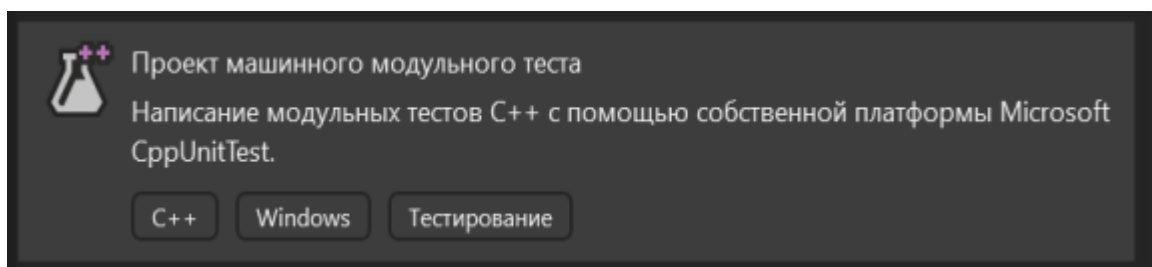 Проект машинного модульного теста
Написание модульных тестов C++ с помощью собственной платформы Microsoft
CppUnitTest.
C++ Windows Тестирование